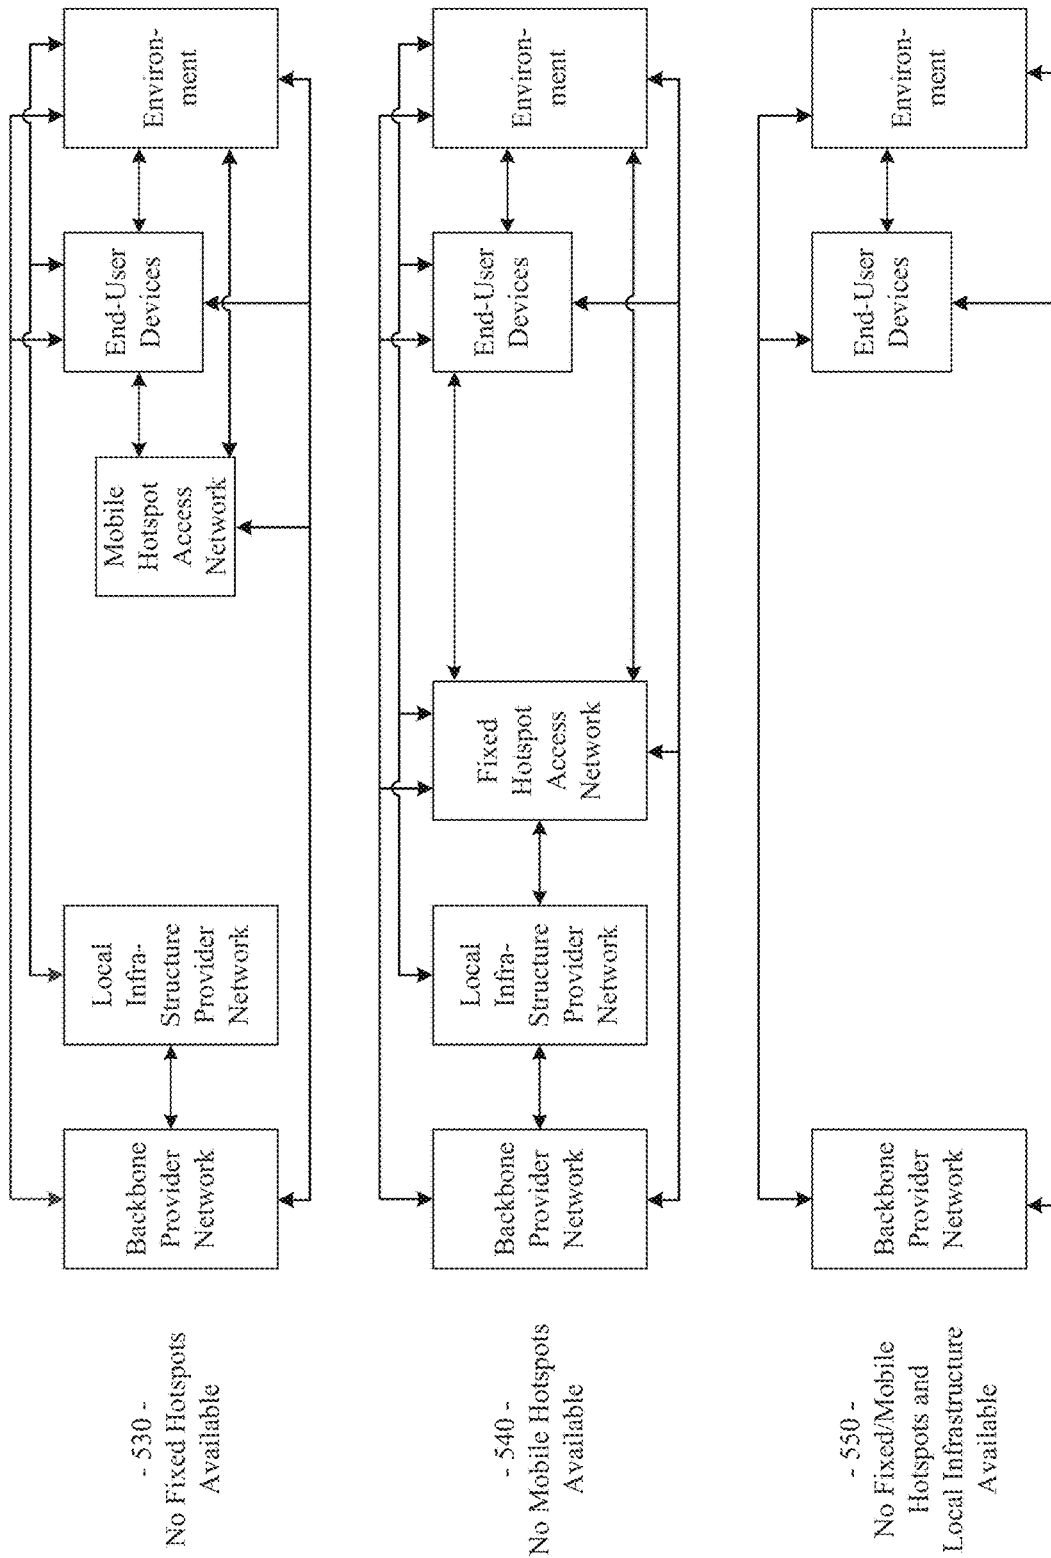 - 530 -
No Fixed Hotspots
Available
Backbone
Provider
Network
Local
Infra-
Structure
Provider
Network
Mobile
Hotspot
Access
Network
End-User
Devices
Environ-
ment
- 540 -
No Mobile Hotspots
Available
Backbone
Provider
Network
Local
Infra-
Structure
Provider
Network
Fixed
Hotspot
Access
Network
End-User
Devices
Environ-
ment
- 550 -
No Fixed/Mobile
Hotspots and
Local Infrastructure
Available
Backbone
Provider
Network
End-User
Devices
Environ-
ment